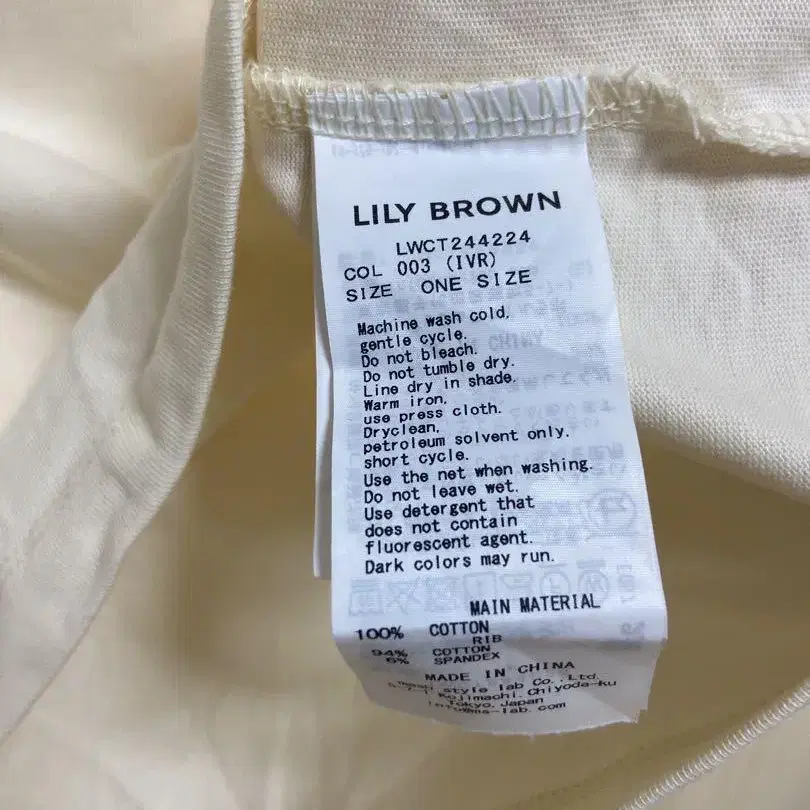 LILY BROWN
LWCT244224
COL 003 (IVR)
SIZE ONE SIZE
Machine wash cold,
gentle cycle.
Do not bleach.
Do not tumble dry.
Line dry in shade.
Warm iron,
use press cloth.
Dryclean,
petroleum solvent only.
short cycle.
Use the net when washing.
Do not leave wet.
Use detergent that
does not contain
fluorescent agent.
Dark colors may run.
MAIN MATERIAL
100% COTTON
RIB
94% COTTON
6% SPANDEX
MADE IN CHINA
style lab Co., Ltd.
Kojimachi, Chiyoda-ku
Tokyo, Japan